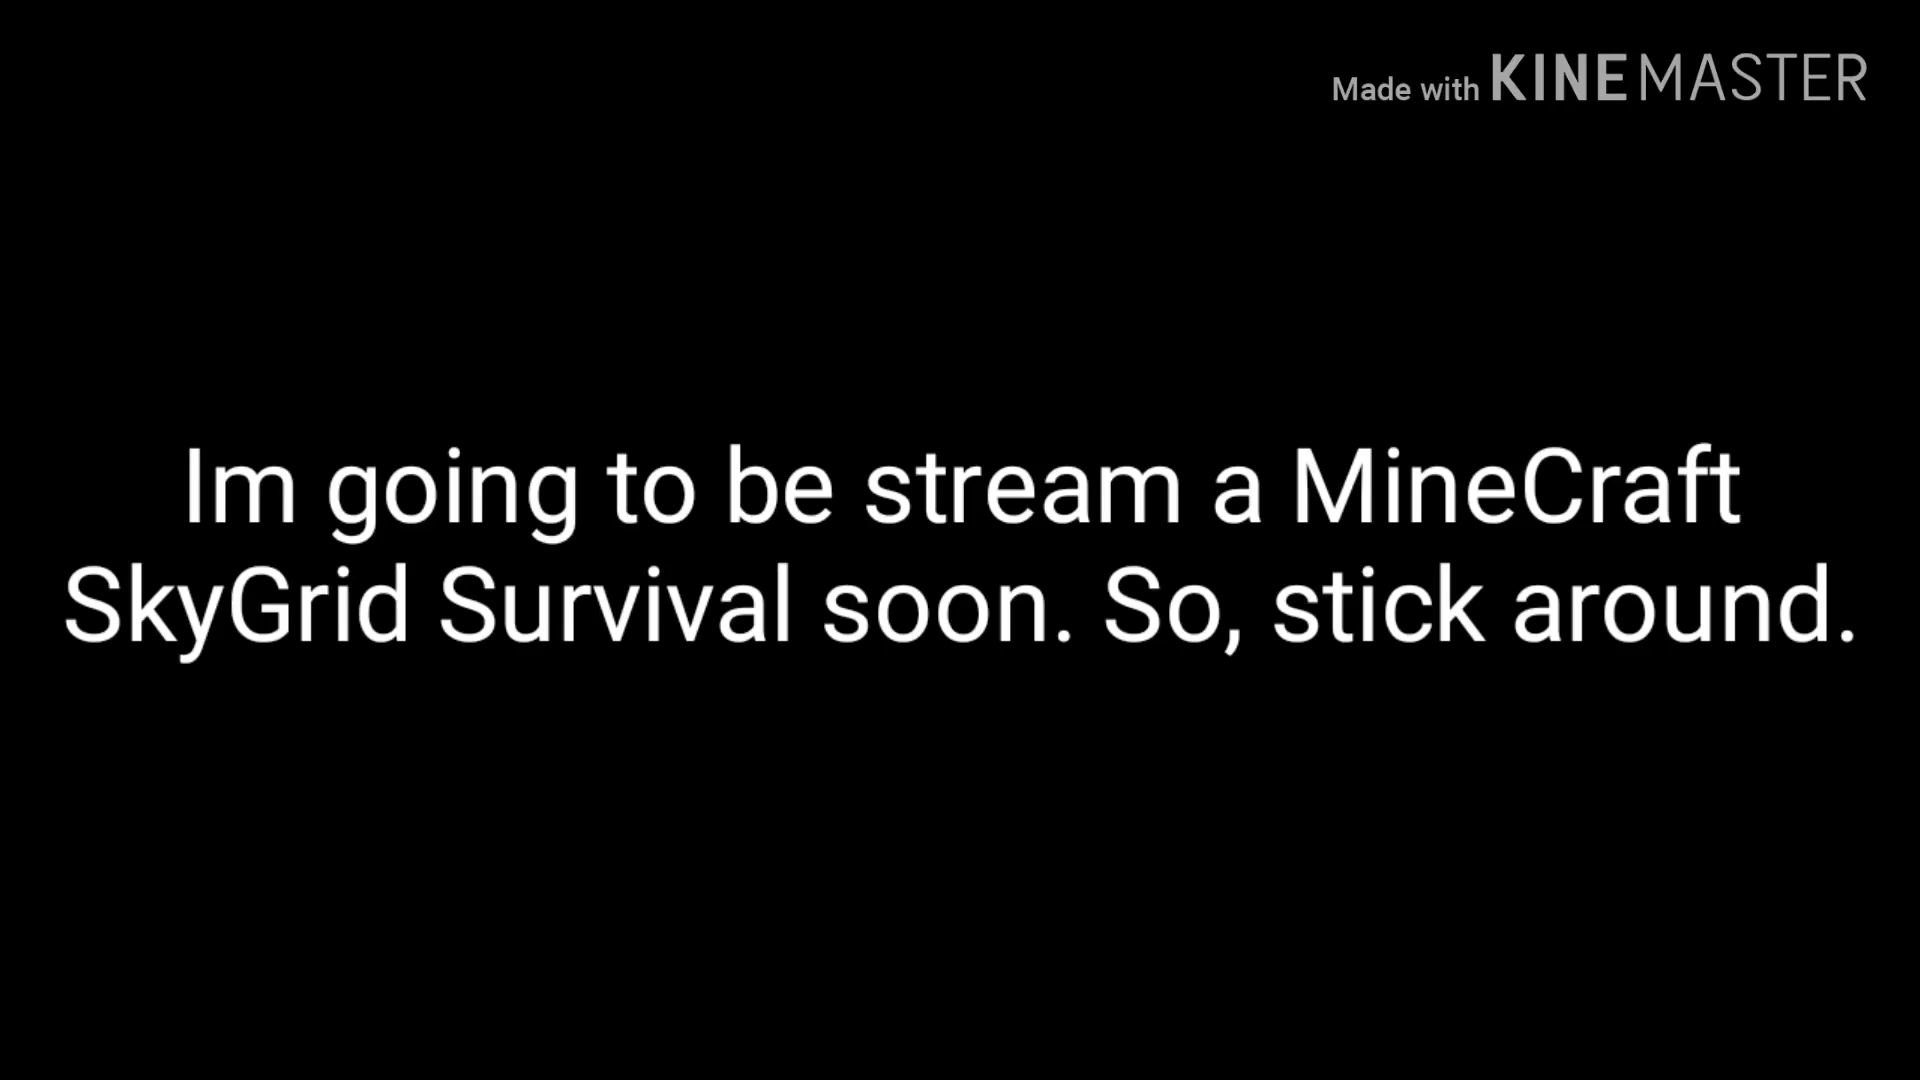 Made with KINEMASTER
Im going to be stream a MineCraft
SkyGrid Survival soon. So, stick around.